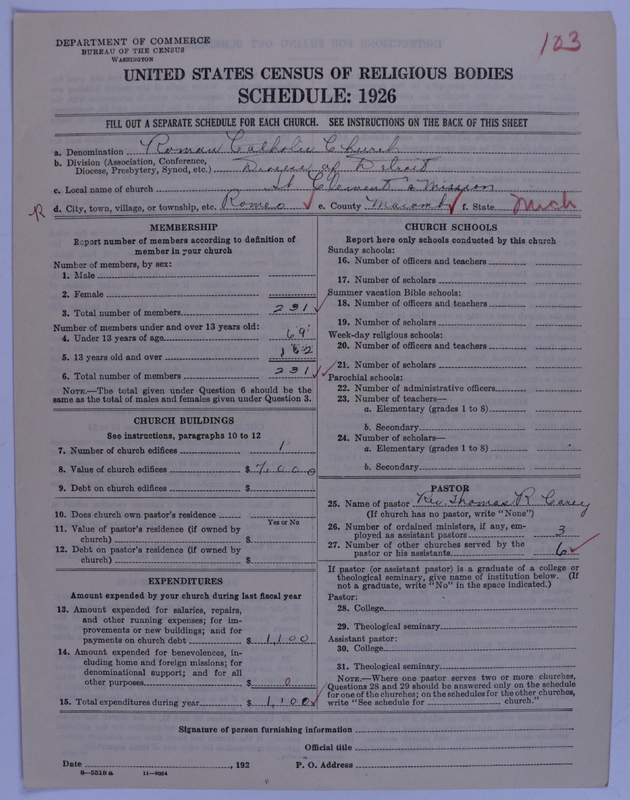 DEPARTMENT OF COMMERCE
BUREAU OF THE CENSUS
WASHINGTON
103
UNITED STATES CENSUS OF RELIGIOUS BODIES
SCHEDULE: 1926
FILL OUT A SEPARATE SCHEDULE FOR EACH CHURCH. SEE INSTRUCTIONS ON THE BACK OF THIS SHEET
a. Denomination Roman Catholic Church
b. Division (Association, Conference,
Diocese, Presbytery, Synod, etc.) Diocese of Detroit
c. Local name of church St Clement's Mission
R d. City, town, village, or township, etc. Romeo e. County Macomb f. State Mich
MEMBERSHIP
Report number of members according to definition of
member in your church
Number of members, by sex:
1. Male
2. Female
3. Total number of members 231
Number of members under and over 13 years old:
4. Under 13 years of age 69
5. 13 years old and over 162
6. Total number of members 231
NOTE.—The total given under Question 6 should be the
same as the total of males and females given under Question 3.
CHURCH BUILDINGS
See instructions, paragraphs 10 to 12
7. Number of church edifices 1
8. Value of church edifices $ 7,000
9. Debt on church edifices $
10. Does church own pastor's residence
Yes or No
11. Value of pastor's residence (if owned by
church) $
12. Debt on pastor's residence (if owned by
church) $
EXPENDITURES
Amount expended by your church during last fiscal year
13. Amount expended for salaries, repairs,
and other running expenses; for im-
provements or new buildings; and for
payments on church debt $ 1,100
14. Amount expended for benevolences, in-
cluding home and foreign missions; for
denominational support; and for all
other purposes $ 0
15. Total expenditures during year $ 1,100
CHURCH SCHOOLS
Report here only schools conducted by this church
Sunday schools:
16. Number of officers and teachers
17. Number of scholars
Summer vacation Bible schools:
18. Number of officers and teachers
19. Number of scholars
Week-day religious schools:
20. Number of officers and teachers
21. Number of scholars
Parochial schools:
22. Number of administrative officers
23. Number of teachers—
a. Elementary (grades 1 to 8)
b. Secondary
24. Number of scholars—
a. Elementary (grades 1 to 8)
b. Secondary
PASTOR
25. Name of pastor Rev. Thomas R Carey
(If church has no pastor, write "None")
26. Number of ordained ministers, if any, em-
ployed as assistant pastors 3
27. Number of other churches served by the
pastor or his assistants 6
If pastor (or assistant pastor) is a graduate of a college or
theological seminary, give name of institution below. (If
not a graduate, write "No" in the space indicated.)
Pastor:
28. College
29. Theological seminary
Assistant pastor:
30. College
31. Theological seminary
NOTE.—Where one pastor serves two or more churches,
Questions 28 and 29 should be answered only on the schedule
for one of the churches; on the schedules for the other churches,
write "See schedule for church."
Signature of person furnishing information
Official title
Date , 192 P. O. Address
8-5518 a 11-9064